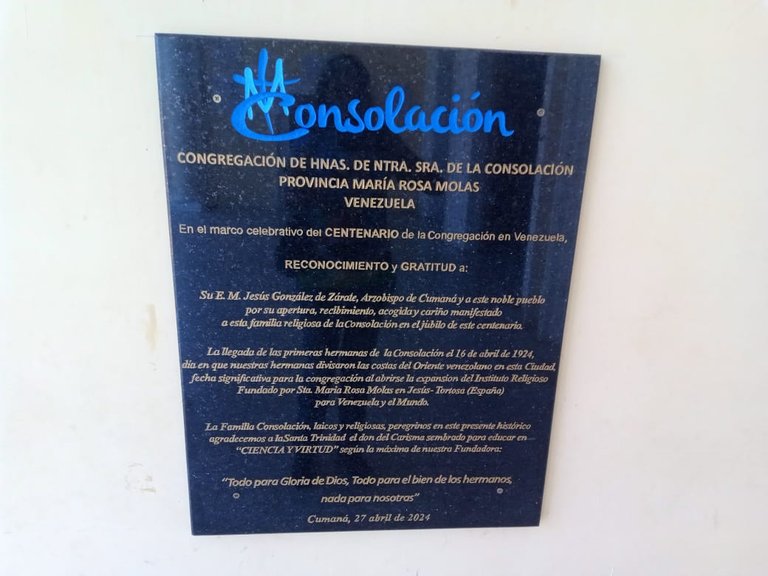 Consolación
CONGREGACIÓN DE HNAS. DE NTRA. SRA. DE LA CONSOLACIÓN
PROVINCIA MARÍA ROSA MOLAS
VENEZUELA
En el marco celebrativo del CENTENARIO de la Congregación en Venezuela,
RECONOCIMIENTO y GRATITUD a:
Su E. M. Jesús González de Zárate, Arzobispo de Cumaná y a este noble pueblo
por su apertura, recibimiento, acogida y cariño manifestado
a esta familia religiosa de la Consolación en el júbilo de este centenario.
La llegada de las primeras hermanas de la Consolación el 16 de abril de 1924,
día en que nuestras hermanas divisaron las costas del Oriente venezolano en esta Ciudad,
fecha significativa para la congregación al abrirse la expansion del Instituto Religioso
Fundado por Sta. María Rosa Molas en Jesús- Tortosa (España)
para Venezuela y el Mundo.
La Familia Consolación, laicos y religiosas, peregrinos en este presente histórico
agradecemos a la Santa Trinidad el don del Carisma sembrado para educar en
"CIENCIA Y VIRTUD" según la máxima de nuestra Fundadora:
"Todo para Gloria de Dios, Todo para el bien de los hermanos,
nada para nosotras"
Cumaná, 27 abril de 2024